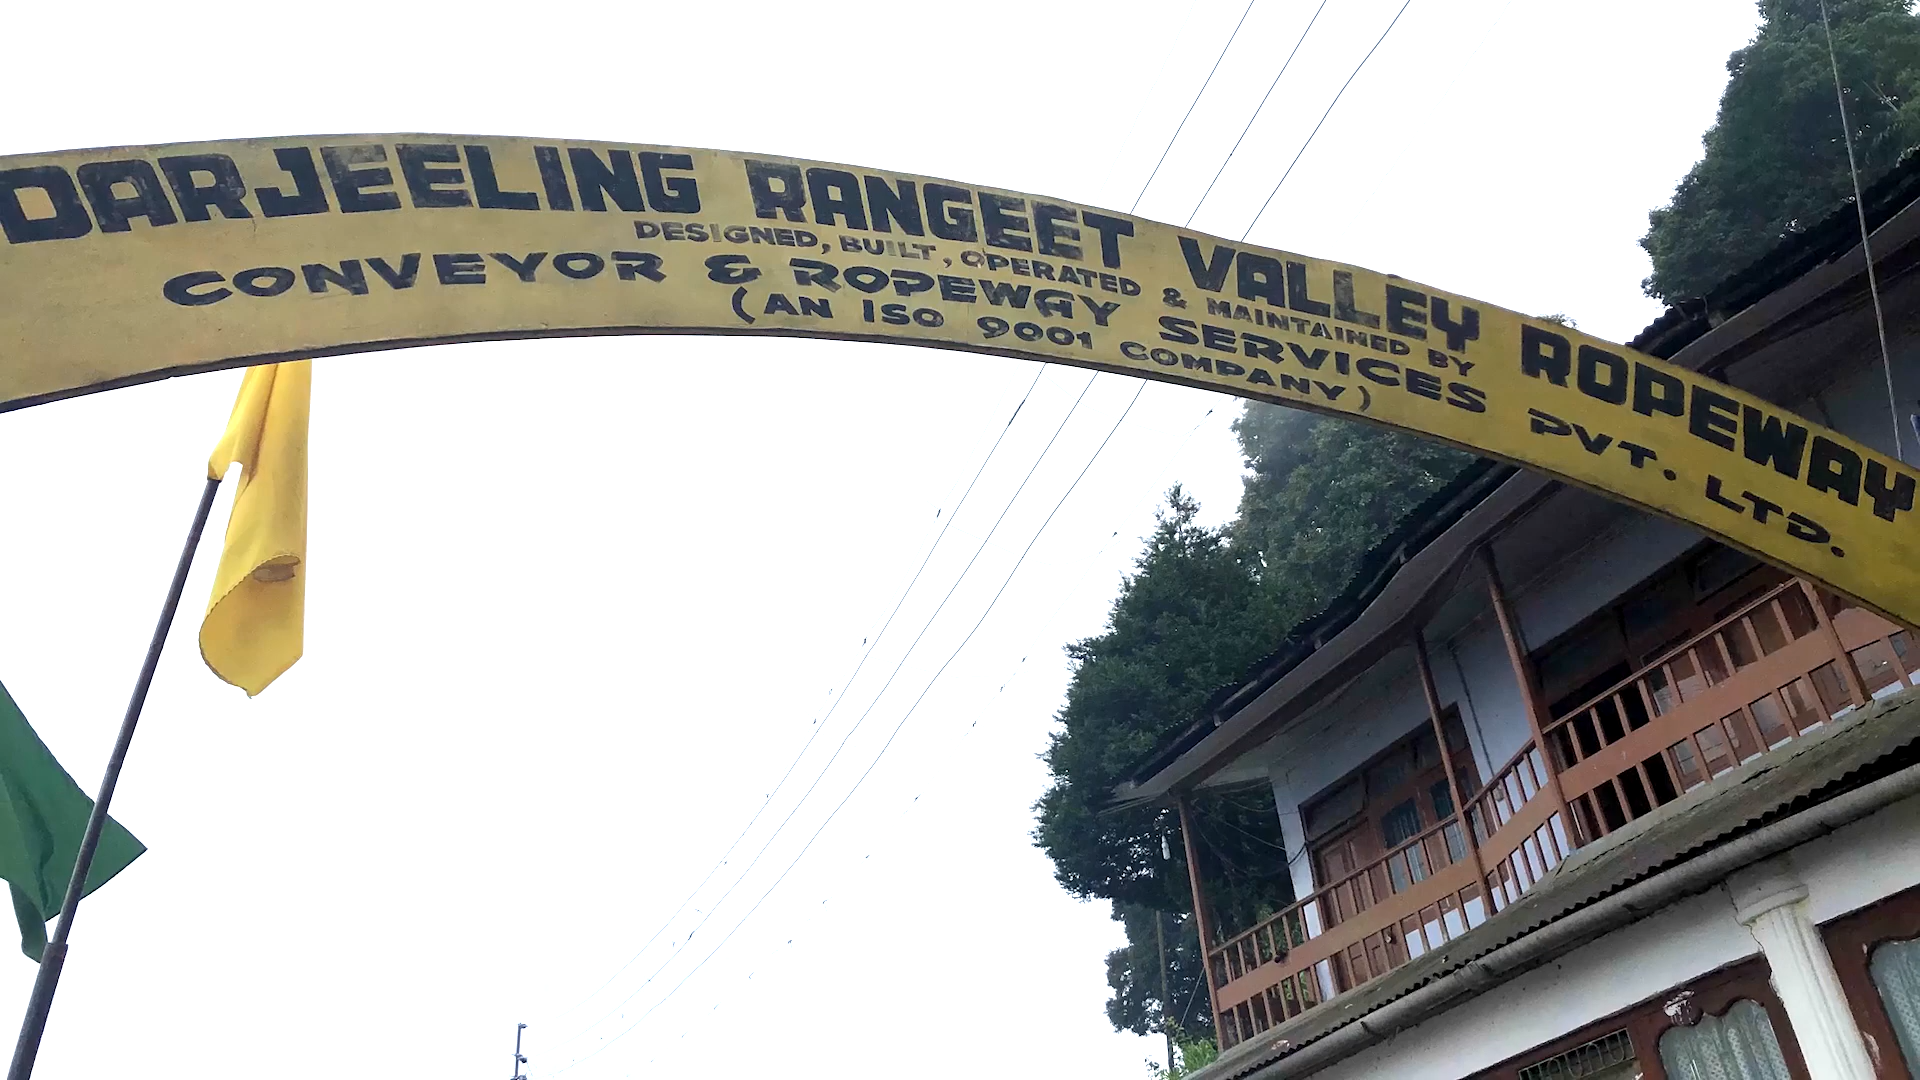 DARJEELING RANGEET VALLEY ROPEWAY
DESIGNED, BUILT, OPERATED & MAINTAINED BY
CONVEYOR & ROPEWAY SERVICES PVT. LTD.
(AN ISO 9001 COMPANY)